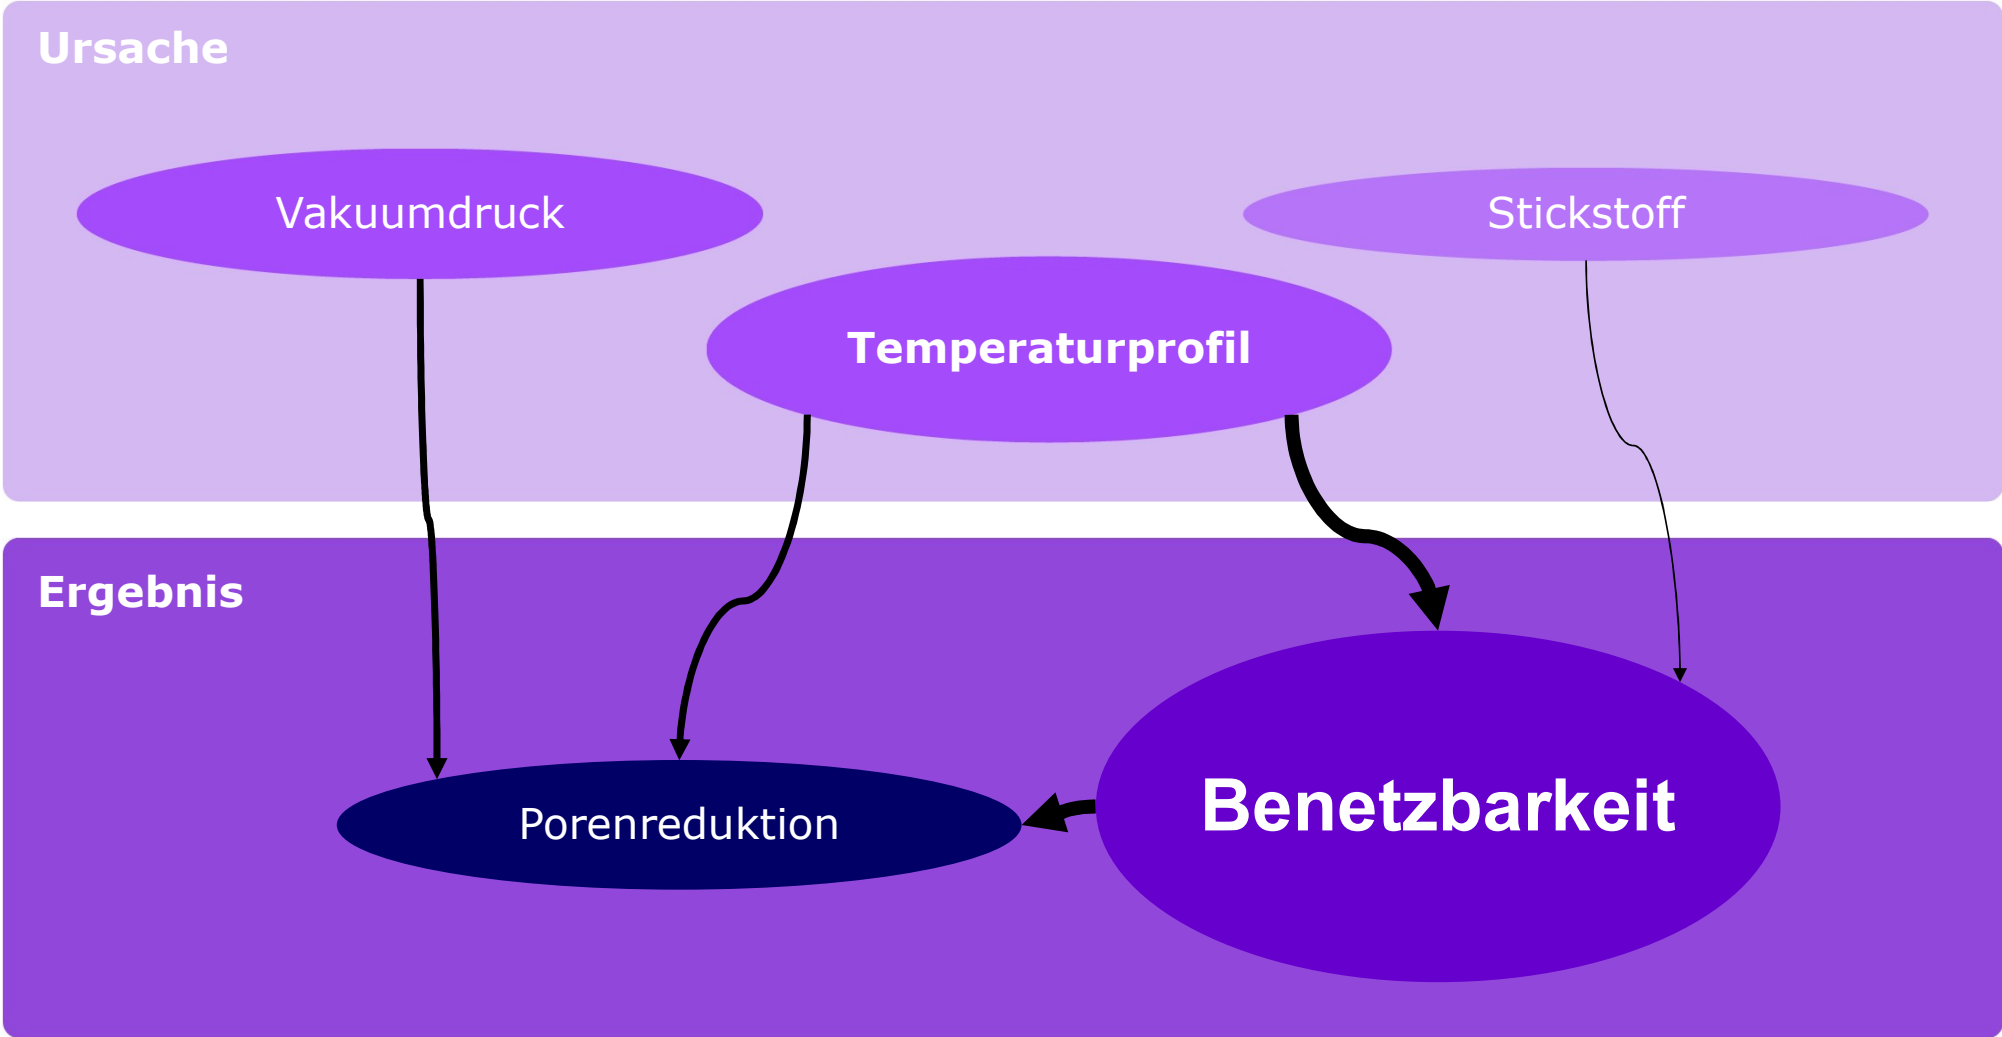 Ursache
Vakuumdruck
Stickstoff
Temperaturprofil
Ergebnis
Benetzbarkeit
Porenreduktion